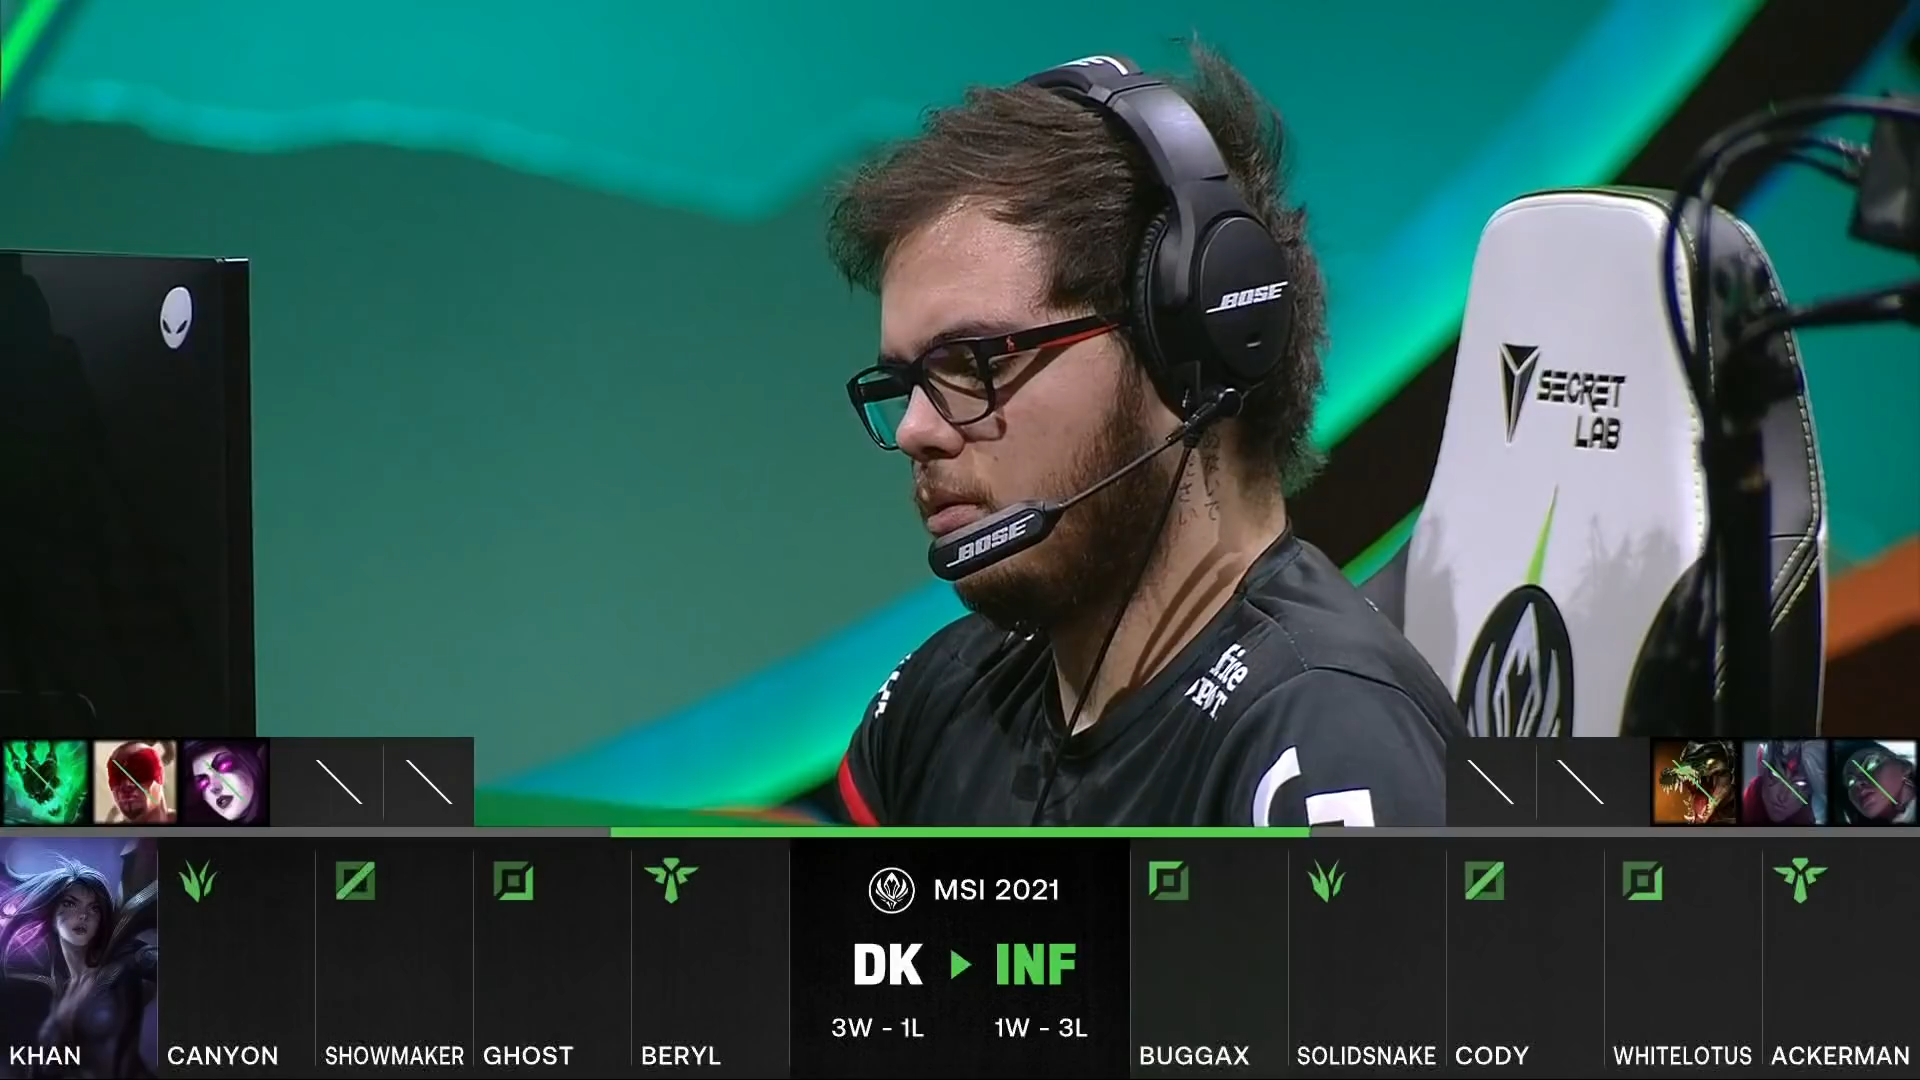 BOSE
BOSE
SECRET
LAB
fice
MSI 2021
DK
INF
3W - 1L
1W - 3L
KHAN
CANYON
SHOWMAKER
GHOST
BERYL
BUGGAX
SOLIDSNAKE
CODY
WHITELOTUS
ACKERMAN